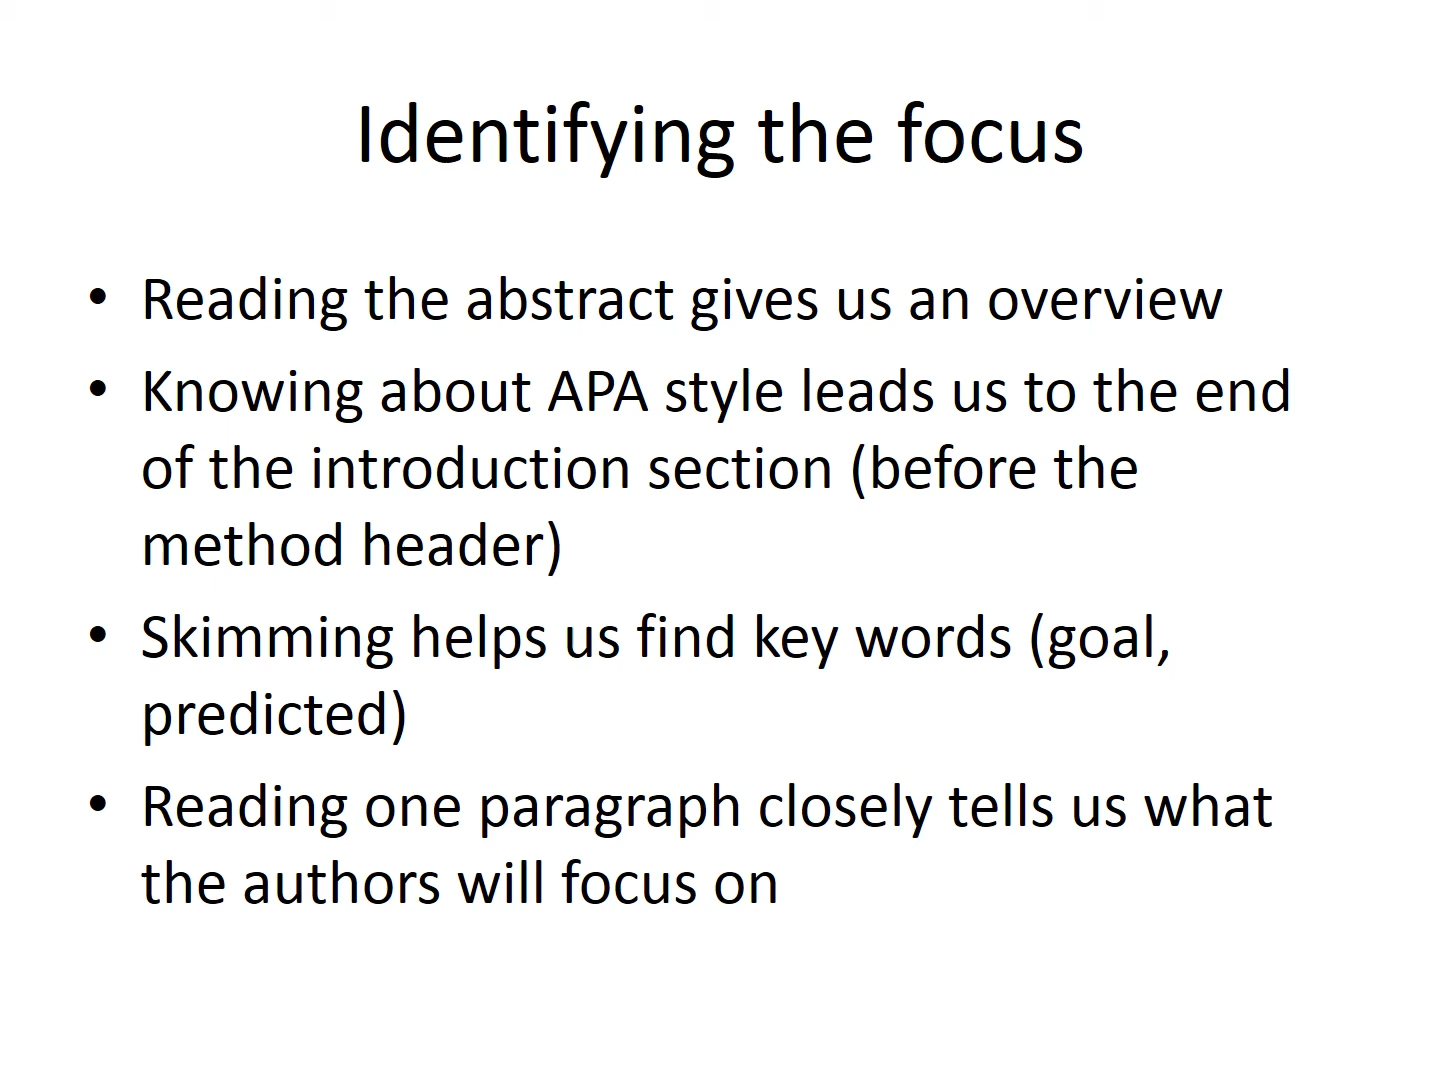 Identifying the focus
• Reading the abstract gives us an overview
• Knowing about APA style leads us to the end
of the introduction section (before the
method header)
• Skimming helps us find key words (goal,
predicted)
• Reading one paragraph closely tells us what
the authors will focus on